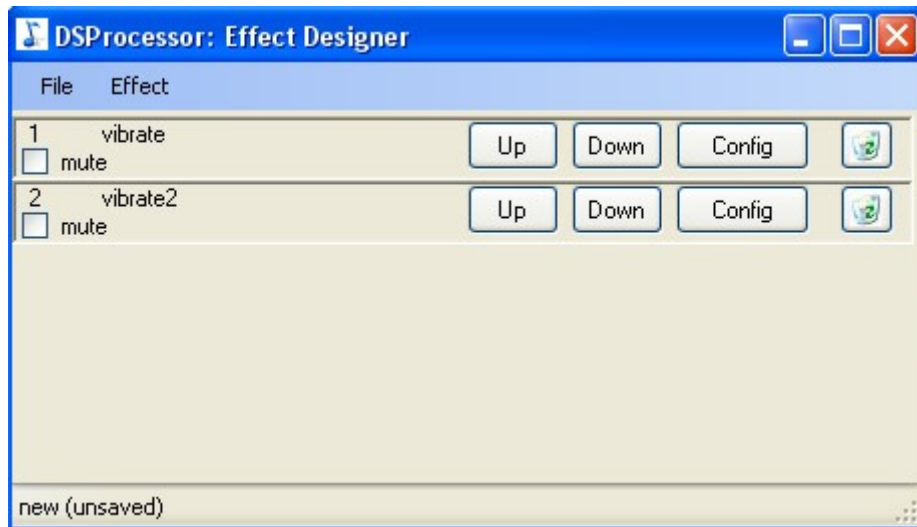 DSProcessor: Effect Designer
File Effect
1 vibrate Up Down Config
mute
2 vibrate2 Up Down Config
mute
new (unsaved)